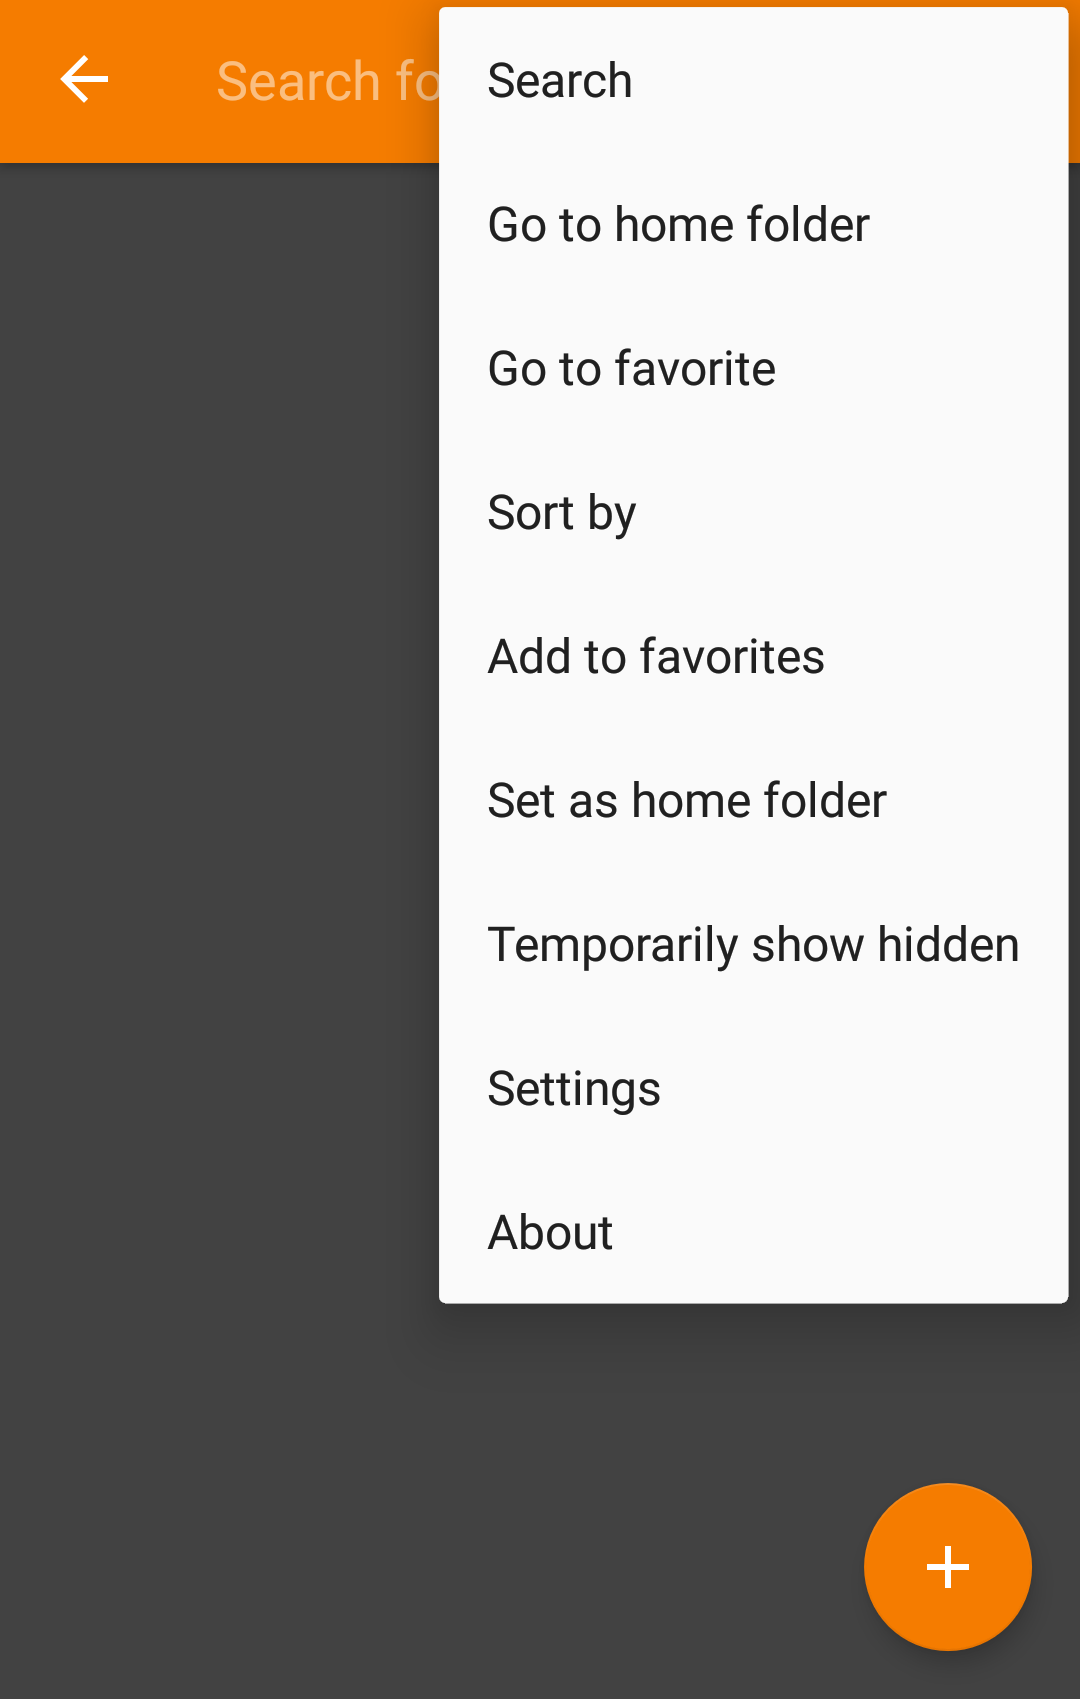 Search
Search
Go to home folder
Go to favorite
Sort by
Add to favorites
Set as home folder
Temporarily show hidden
Settings
About